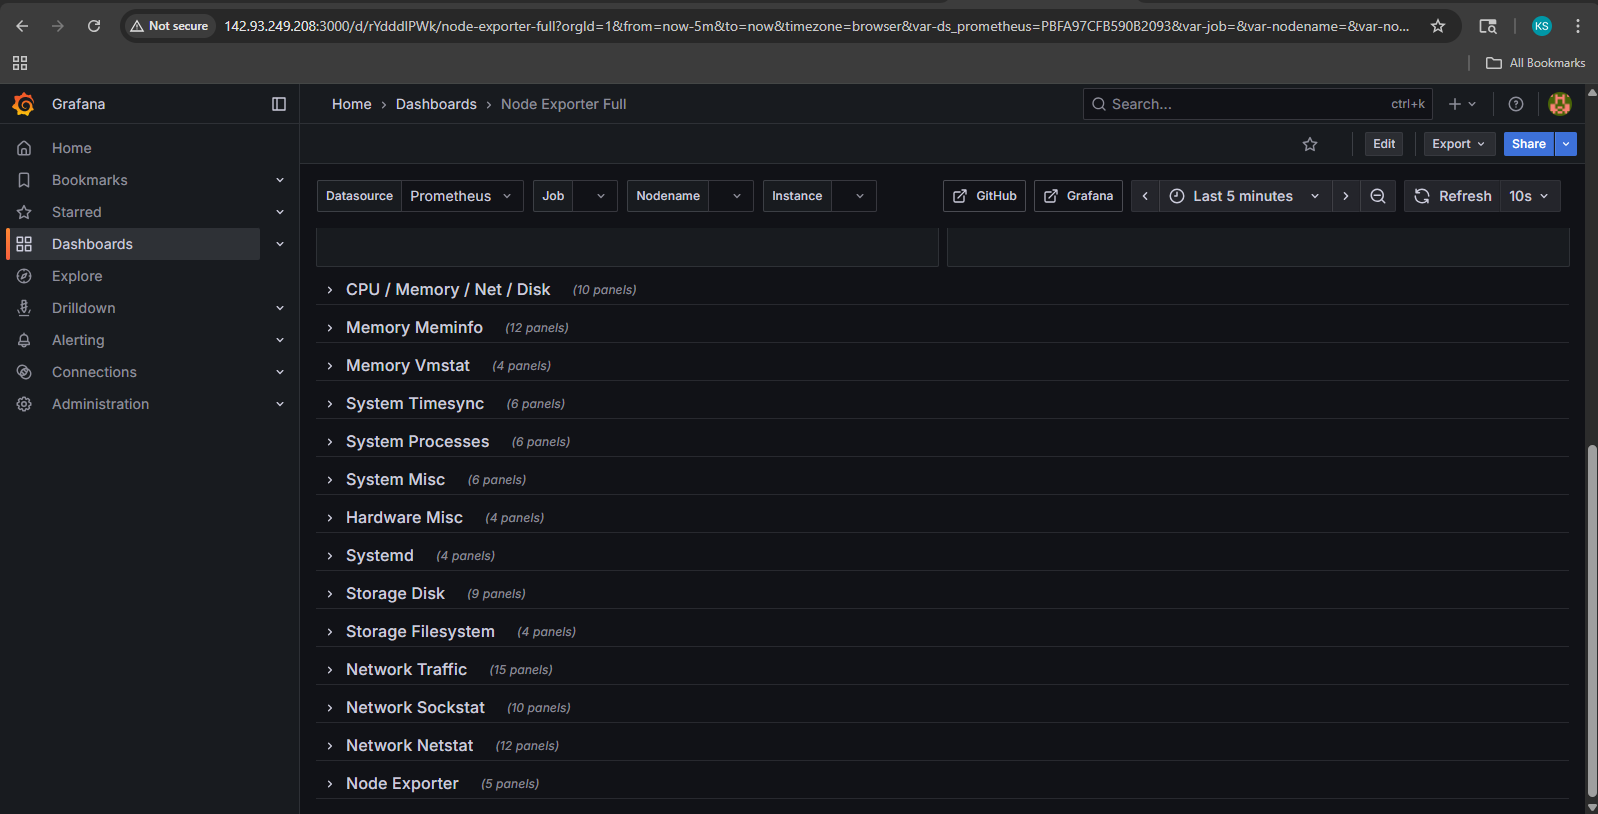 Not secure
142.93.249.208:3000/d/rYdddlPWk/node-exporter-full?orgId=1&from=now-5m&to=now&timezone=browser&var-ds_prometheus=PBFA97CFB590B2093&var-job=&var-nodename=&var-no...
KS
All Bookmarks
Grafana
Home › Dashboards › Node Exporter Full
Search...
ctrl+k
Home
Bookmarks
Starred
Dashboards
Explore
Drilldown
Alerting
Connections
Administration
Edit
Export
Share
Datasource Prometheus
Job
Nodename
Instance
GitHub
Grafana
Last 5 minutes
Refresh
10s
CPU / Memory / Net / Disk (10 panels)
Memory Meminfo (12 panels)
Memory Vmstat (4 panels)
System Timesync (6 panels)
System Processes (6 panels)
System Misc (6 panels)
Hardware Misc (4 panels)
Systemd (4 panels)
Storage Disk (9 panels)
Storage Filesystem (4 panels)
Network Traffic (15 panels)
Network Sockstat (10 panels)
Network Netstat (12 panels)
Node Exporter (5 panels)